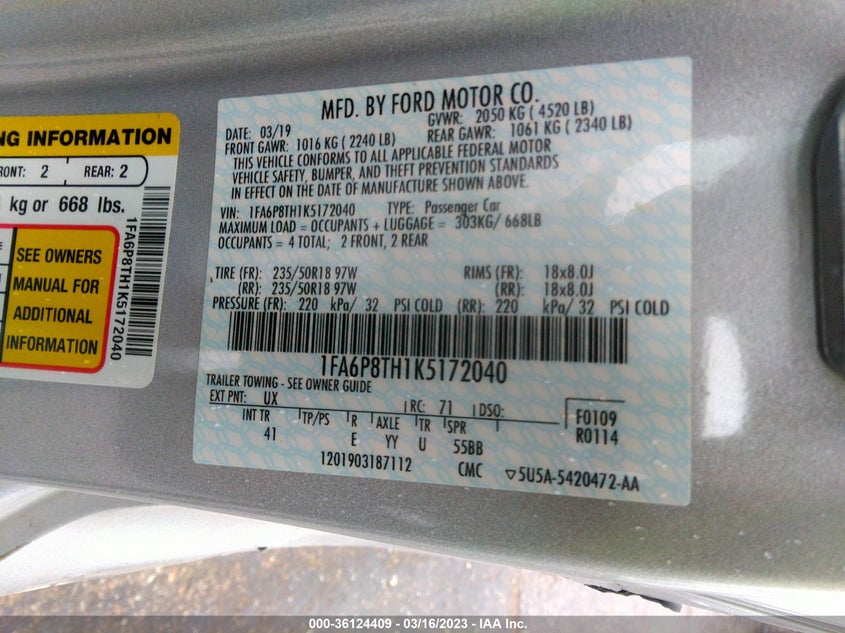 NG INFORMATION
RONT: 2 REAR: 2
kg or 668 lbs.
SEE OWNERS
MANUAL FOR
ADDITIONAL
INFORMATION
1FA6P8TH1K5172040
MFD. BY FORD MOTOR CO.
DATE: 03/19 GVWR: 2050 KG ( 4520 LB)
FRONT GAWR: 1016 KG ( 2240 LB) REAR GAWR: 1061 KG ( 2340 LB)
THIS VEHICLE CONFORMS TO ALL APPLICABLE FEDERAL MOTOR
VEHICLE SAFETY, BUMPER, AND THEFT PREVENTION STANDARDS
IN EFFECT ON THE DATE OF MANUFACTURE SHOWN ABOVE.
VIN: 1FA6P8TH1K5172040 TYPE: Passenger Car
MAXIMUM LOAD = OCCUPANTS + LUGGAGE = 303KG/ 668LB
OCCUPANTS = 4 TOTAL; 2 FRONT, 2 REAR
TIRE (FR): 235/50R18 97W RIMS (FR): 18x8.0J
(RR): 235/50R18 97W (RR): 18x8.0J
PRESSURE (FR): 220 kPa/ 32 PSI COLD (RR): 220 kPa/ 32 PSI COLD
1FA6P8TH1K5172040
TRAILER TOWING - SEE OWNER GUIDE
EXT PNT: UX RC: 71 DSO: F0109
INT TR TP/PS R AXLE TR SPR R0114
41 E YY U 55BB
1201903187112 CMC ▽5U5A-5420472-AA
000-36124409 - 03/16/2023 - © IAA Inc.